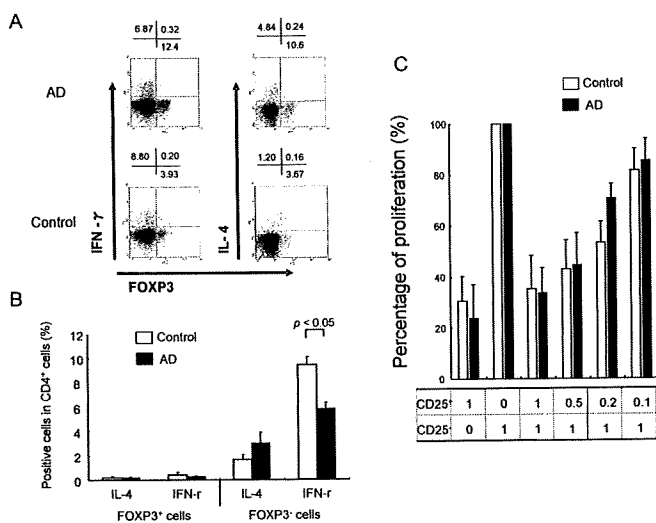 A
AD
Control
6.87 0.32
12.4
4.84 0.24
10.6
8.80 0.20
3.93
1.20 0.16
3.67
IFN-γ
IL-4
FOXP3
B
Positive cells in CD4⁺ cells (%)
12
10
8
6
4
2
0
Control
AD
p < 0.05
IL-4 IFN-r IL-4 IFN-r
FOXP3⁺ cells FOXP3⁻ cells
C
Control
AD
Percentage of proliferation (%)
100
80
60
40
20
0
CD25⁺ 1 0 1 0.5 0.2 0.1
CD25⁻ 0 1 1 1 1 1